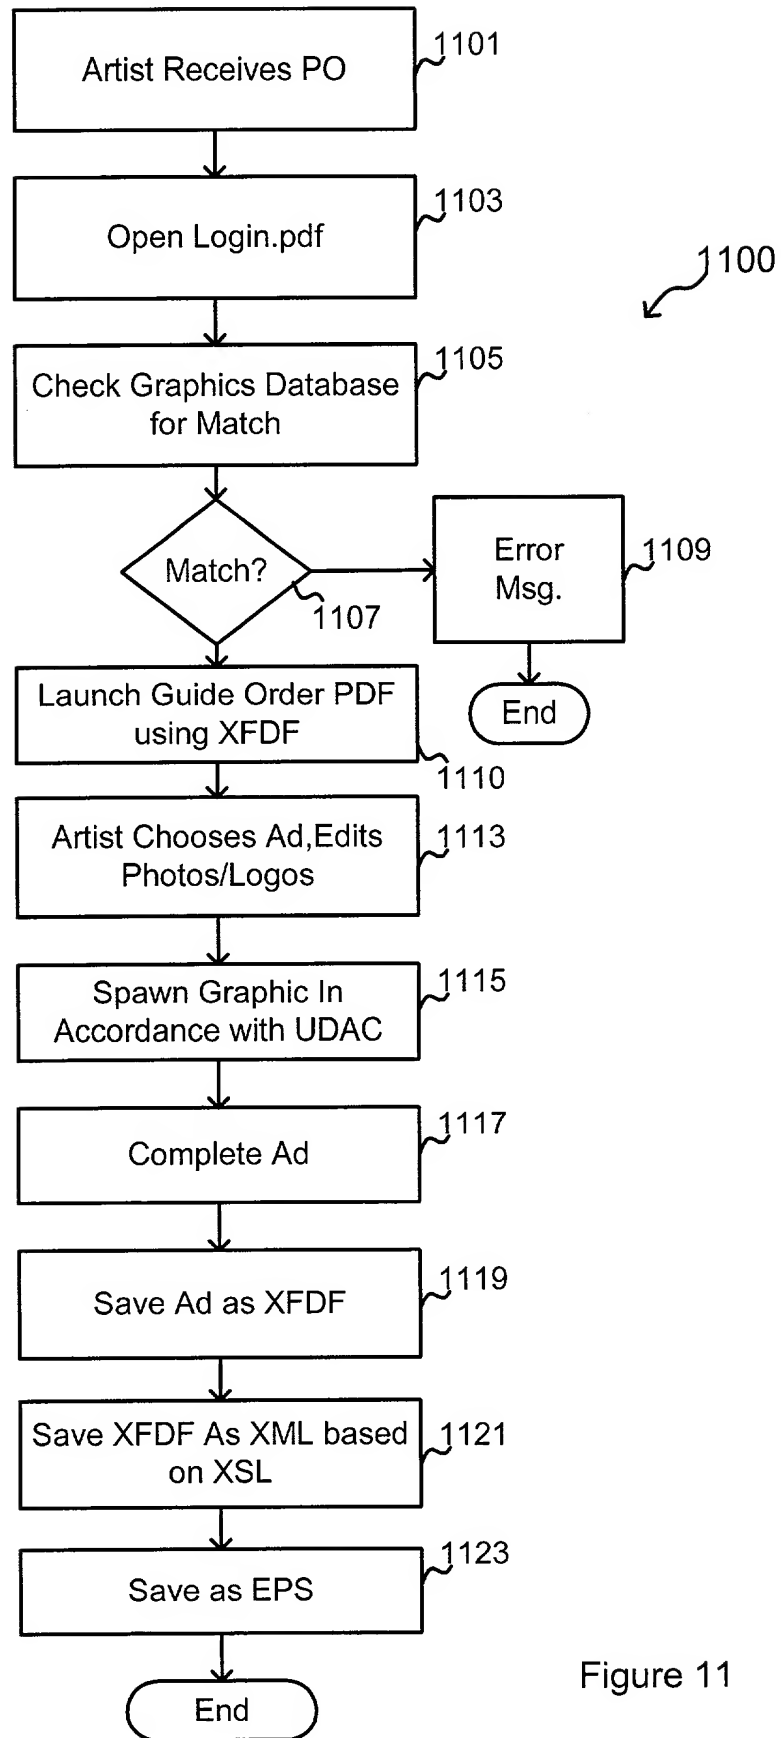 Artist Receives PO
1101
Open Login.pdf
1103
1100
Check Graphics Database
for Match
1105
Match?
1107
Error
Msg.
1109
End
Launch Guide Order PDF
using XFDF
1110
Artist Chooses Ad,Edits
Photos/Logos
1113
Spawn Graphic In
Accordance with UDAC
1115
Complete Ad
1117
Save Ad as XFDF
1119
Save XFDF As XML based
on XSL
1121
Save as EPS
1123
End
Figure 11